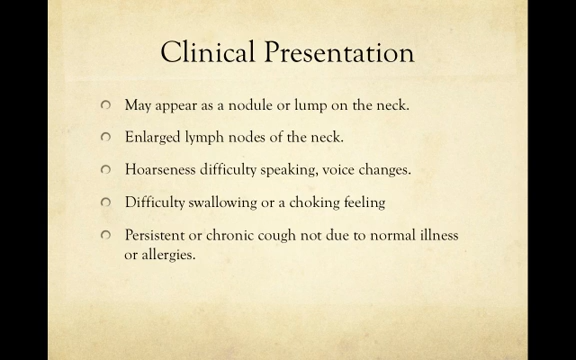 Clinical Presentation
May appear as a nodule or lump on the neck.
Enlarged lymph nodes of the neck.
Hoarseness difficulty speaking, voice changes.
Difficulty swallowing or a choking feeling
Persistent or chronic cough not due to normal illness
or allergies.